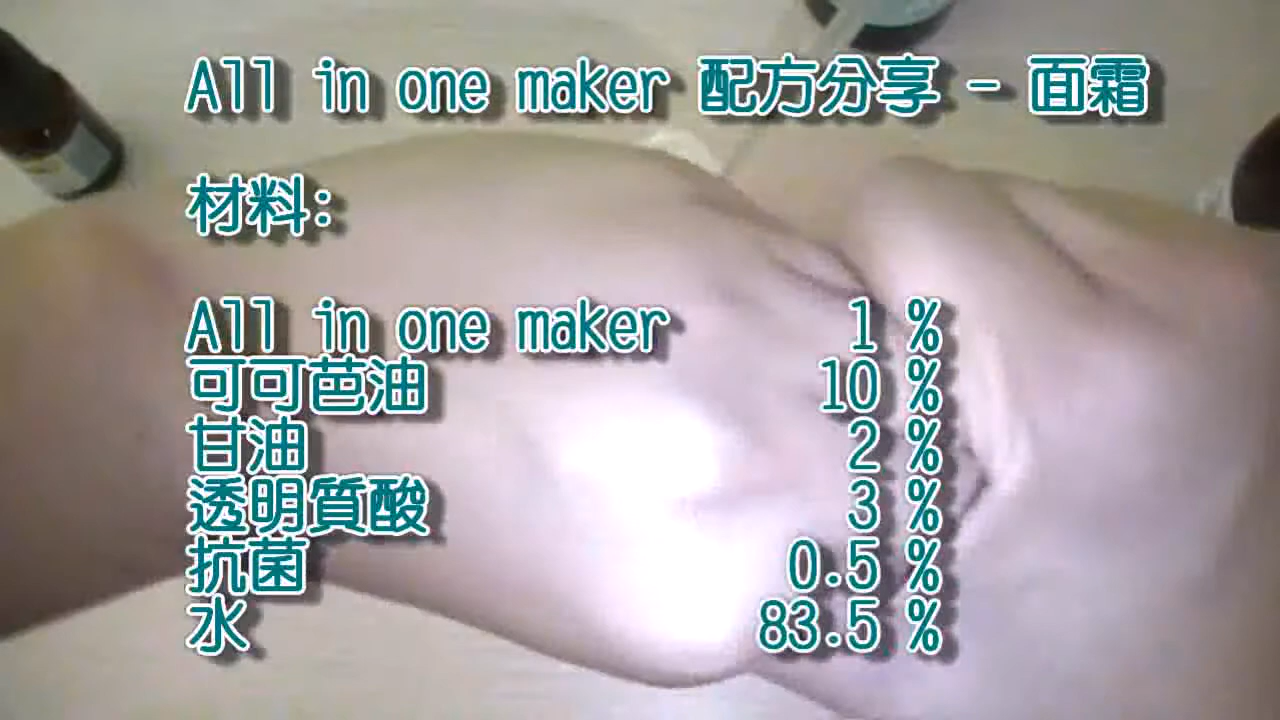 All in one maker 配方分享 - 面霜
材料:
All in one maker 1 %
可可芭油 10 %
甘油 2 %
透明質酸 3 %
抗菌 0.5 %
水 83.5 %